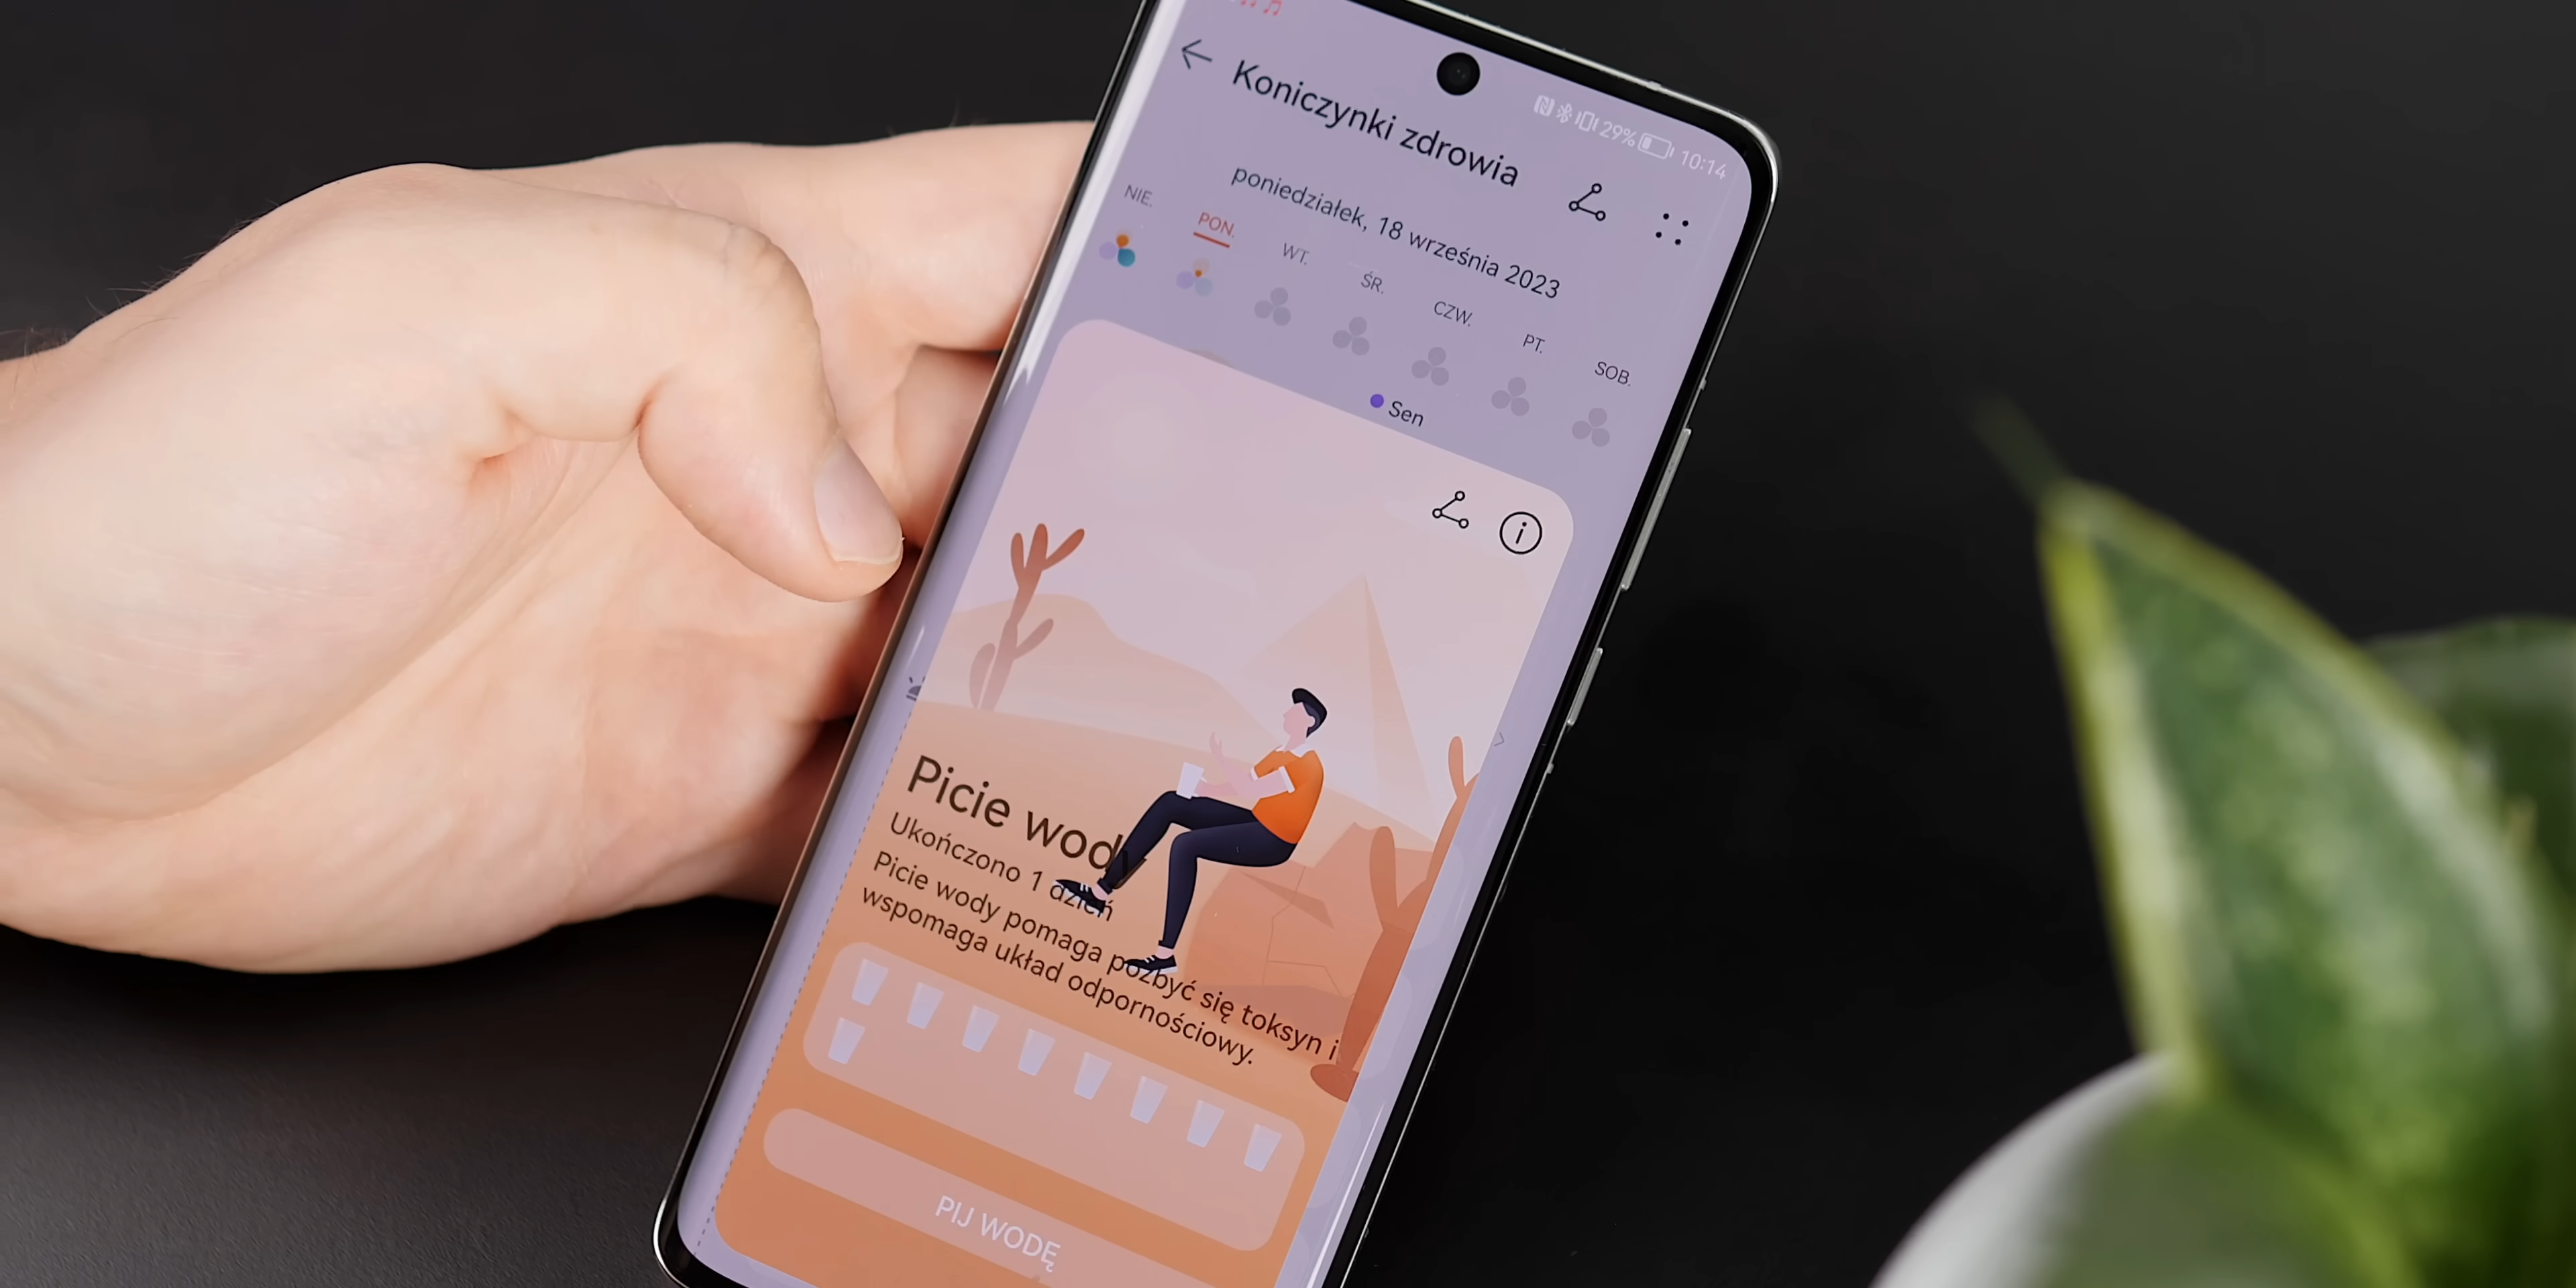 29% 10:14
Koniczynki zdrowia
poniedziałek, 18 września 2023
NIE. PON. WT. ŚR. CZW. PT. SOB.
Sen
Picie wody
Ukończono 1 dzień
Picie wody pomaga pozbyć się toksyn i
wspomaga układ odpornościowy.
PIJ WODĘ